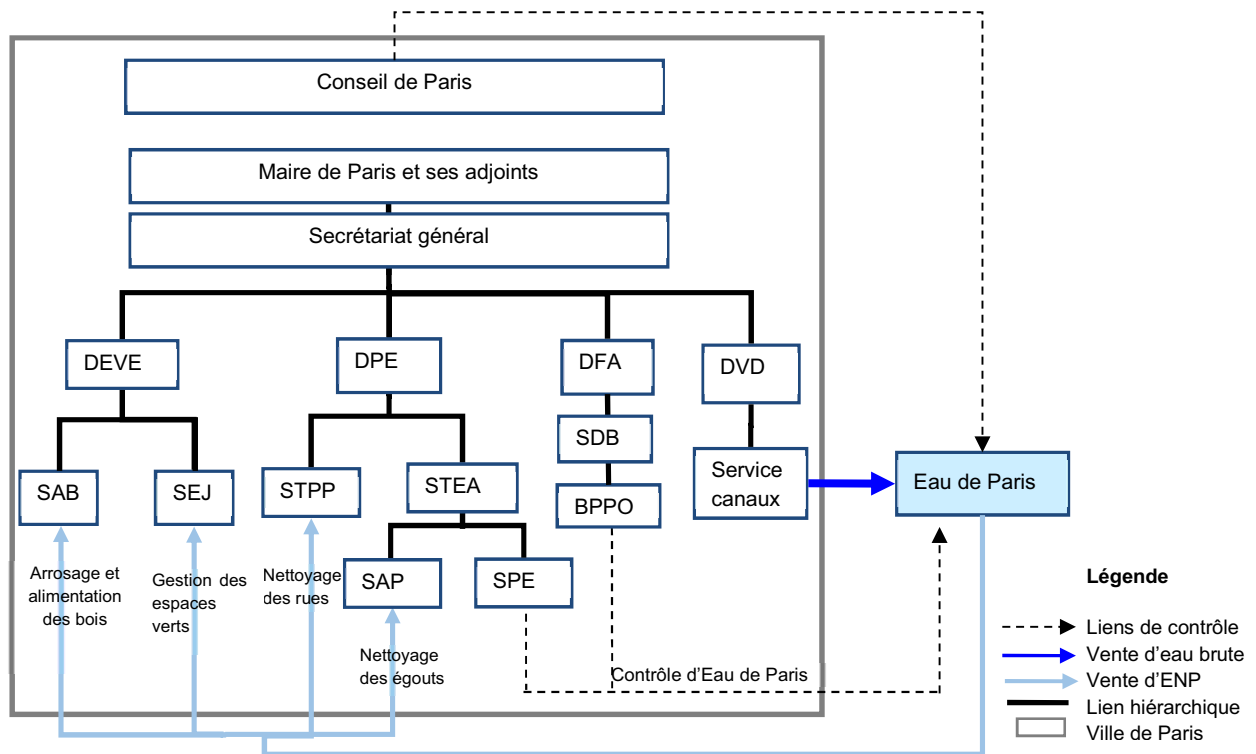 Conseil de Paris
Maire de Paris et ses adjoints
Secrétariat général
DEVE
DPE
DFA
DVD
SDB
SAB
SEJ
STPP
STEA
BPPO
Service
canaux
Eau de Paris
SAP
SPE
Arrosage et
alimentation
des bois
Gestion des
espaces
verts
Nettoyage
des rues
Nettoyage
des égouts
Contrôle d'Eau de Paris
Légende
Liens de contrôle
Vente d'eau brute
Vente d'ENP
Lien hiérarchique
Ville de Paris